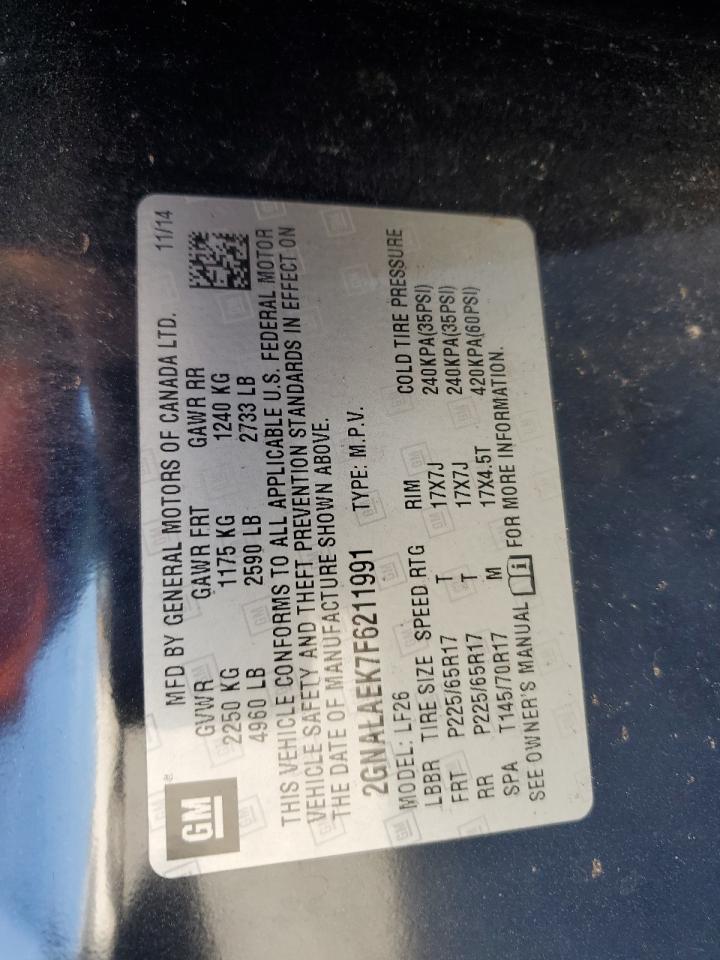 GM
MFD BY GENERAL MOTORS OF CANADA LTD. 11/14
GVWR GAWR FRT GAWR RR
2250 KG 1175 KG 1240 KG
4960 LB 2590 LB 2733 LB
THIS VEHICLE CONFORMS TO ALL APPLICABLE U.S. FEDERAL MOTOR
VEHICLE SAFETY AND THEFT PREVENTION STANDARDS IN EFFECT ON
THE DATE OF MANUFACTURE SHOWN ABOVE.
2GNALAEK7F6211991 TYPE: M.P.V.
MODEL: LF26
LBBR TIRE SIZE SPEED RTG RIM COLD TIRE PRESSURE
FRT P225/65R17 T 17X7J 240KPA(35PSI)
RR P225/65R17 T 17X7J 240KPA(35PSI)
SPA T145/70R17 M 17X4.5T 420KPA(60PSI)
SEE OWNER'S MANUAL FOR MORE INFORMATION.